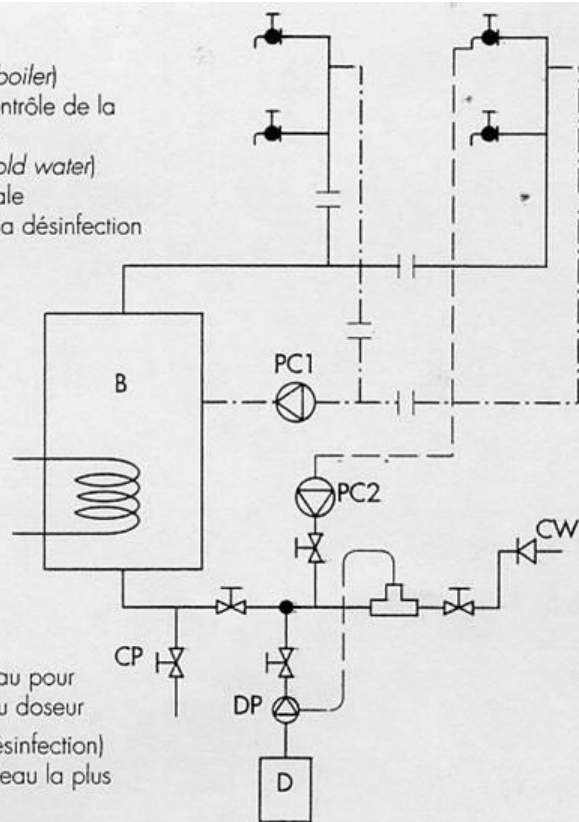 boiler)
ntrôle de la
old water)
ale
a désinfection
PC1
B
PC2
CW
CP
au pour
u doseur
DP
ésinfection)
eau la plus
D